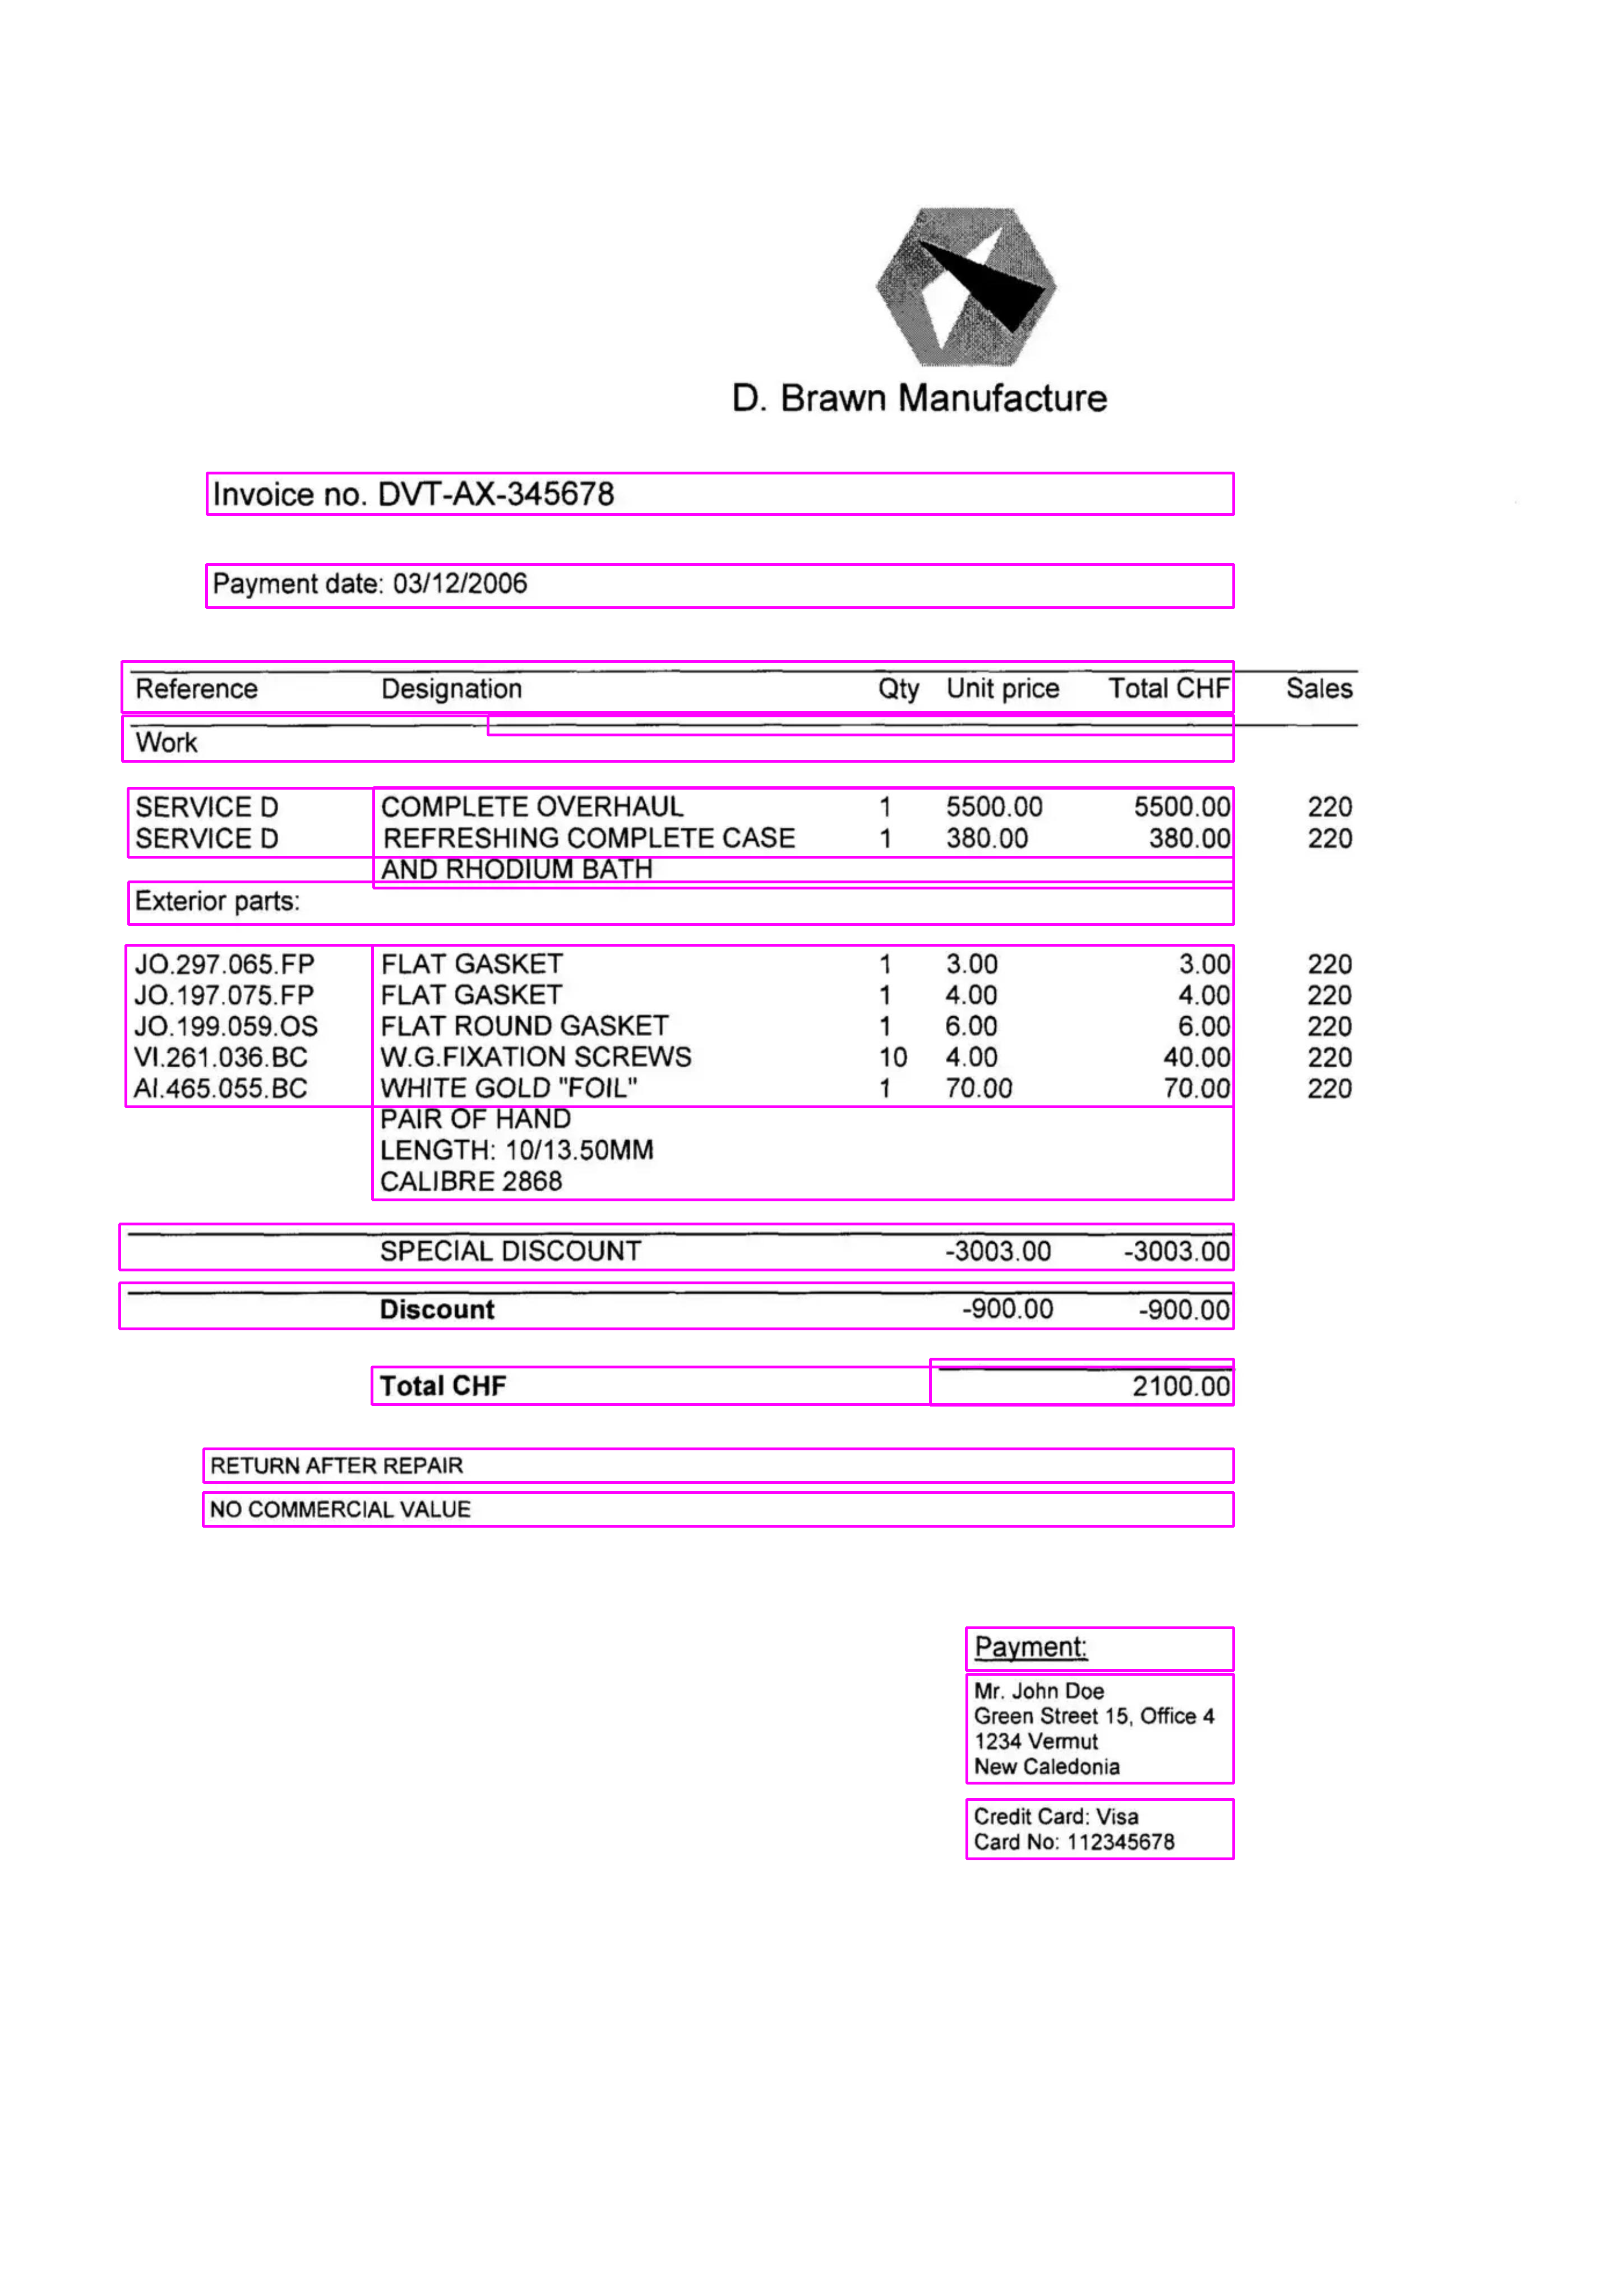 D. Brawn Manufacture
Invoice no. DVT-AX-345678
Payment date: 03/12/2006
Reference Designation Qty Unit price Total CHF Sales
Work
SERVICE D COMPLETE OVERHAUL 1 5500.00 5500.00 220
SERVICE D REFRESHING COMPLETE CASE 1 380.00 380.00 220
AND RHODIUM BATH
Exterior parts:
JO.297.065.FP FLAT GASKET 1 3.00 3.00 220
JO.197.075.FP FLAT GASKET 1 4.00 4.00 220
JO.199.059.OS FLAT ROUND GASKET 1 6.00 6.00 220
VI.261.036.BC W.G.FIXATION SCREWS 10 4.00 40.00 220
AI.465.055.BC WHITE GOLD "FOIL" 1 70.00 70.00 220
PAIR OF HAND
LENGTH: 10/13.50MM
CALIBRE 2868
SPECIAL DISCOUNT -3003.00 -3003.00
Discount -900.00 -900.00
Total CHF 2100.00
RETURN AFTER REPAIR
NO COMMERCIAL VALUE
Payment:
Mr. John Doe
Green Street 15, Office 4
1234 Vermut
New Caledonia
Credit Card: Visa
Card No: 112345678